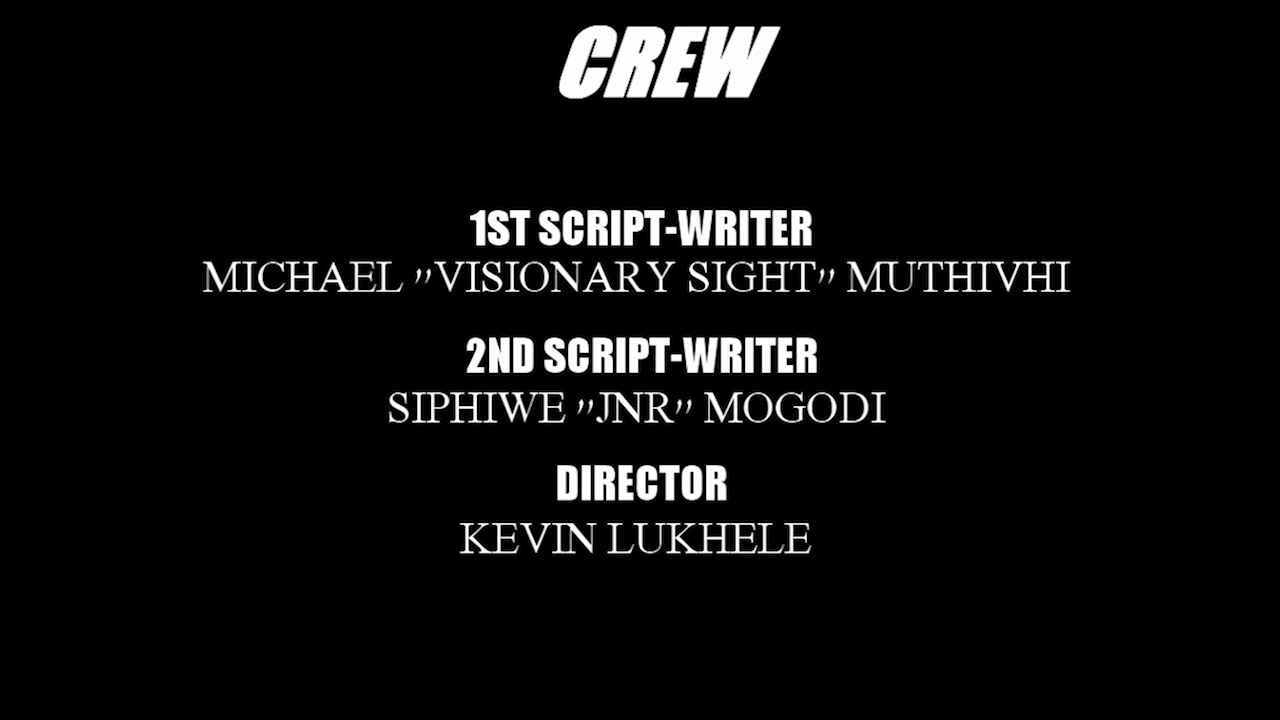 CREW
1ST SCRIPT-WRITER
MICHAEL "VISIONARY SIGHT" MUTHIVHI
2ND SCRIPT-WRITER
SIPHIWE "JNR" MOGODI
DIRECTOR
KEVIN LUKHELE